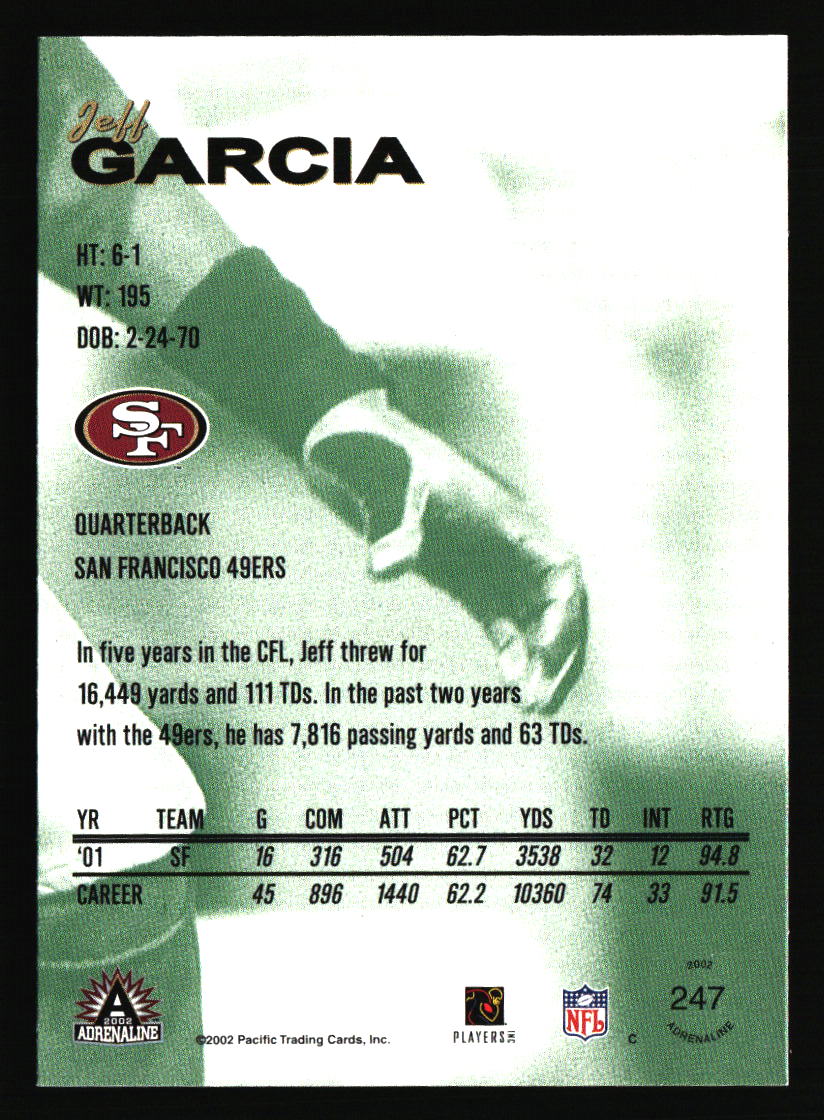 Jeff
GARCIA
HT: 6-1
WT: 195
DOB: 2-24-70
SF
QUARTERBACK
SAN FRANCISCO 49ERS
In five years in the CFL, Jeff threw for
16,449 yards and 111 TDs. In the past two years
with the 49ers, he has 7,816 passing yards and 63 TDs.
YR TEAM G COM ATT PCT YDS TD INT RTG
'01 SF 16 316 504 62.7 3538 32 12 94.8
CAREER 45 896 1440 62.2 10360 74 33 91.5
A
2002
ADRENALINE
©2002 Pacific Trading Cards, Inc.
PLAYERS INC
NFL
C
2002
247
ADRENALINE